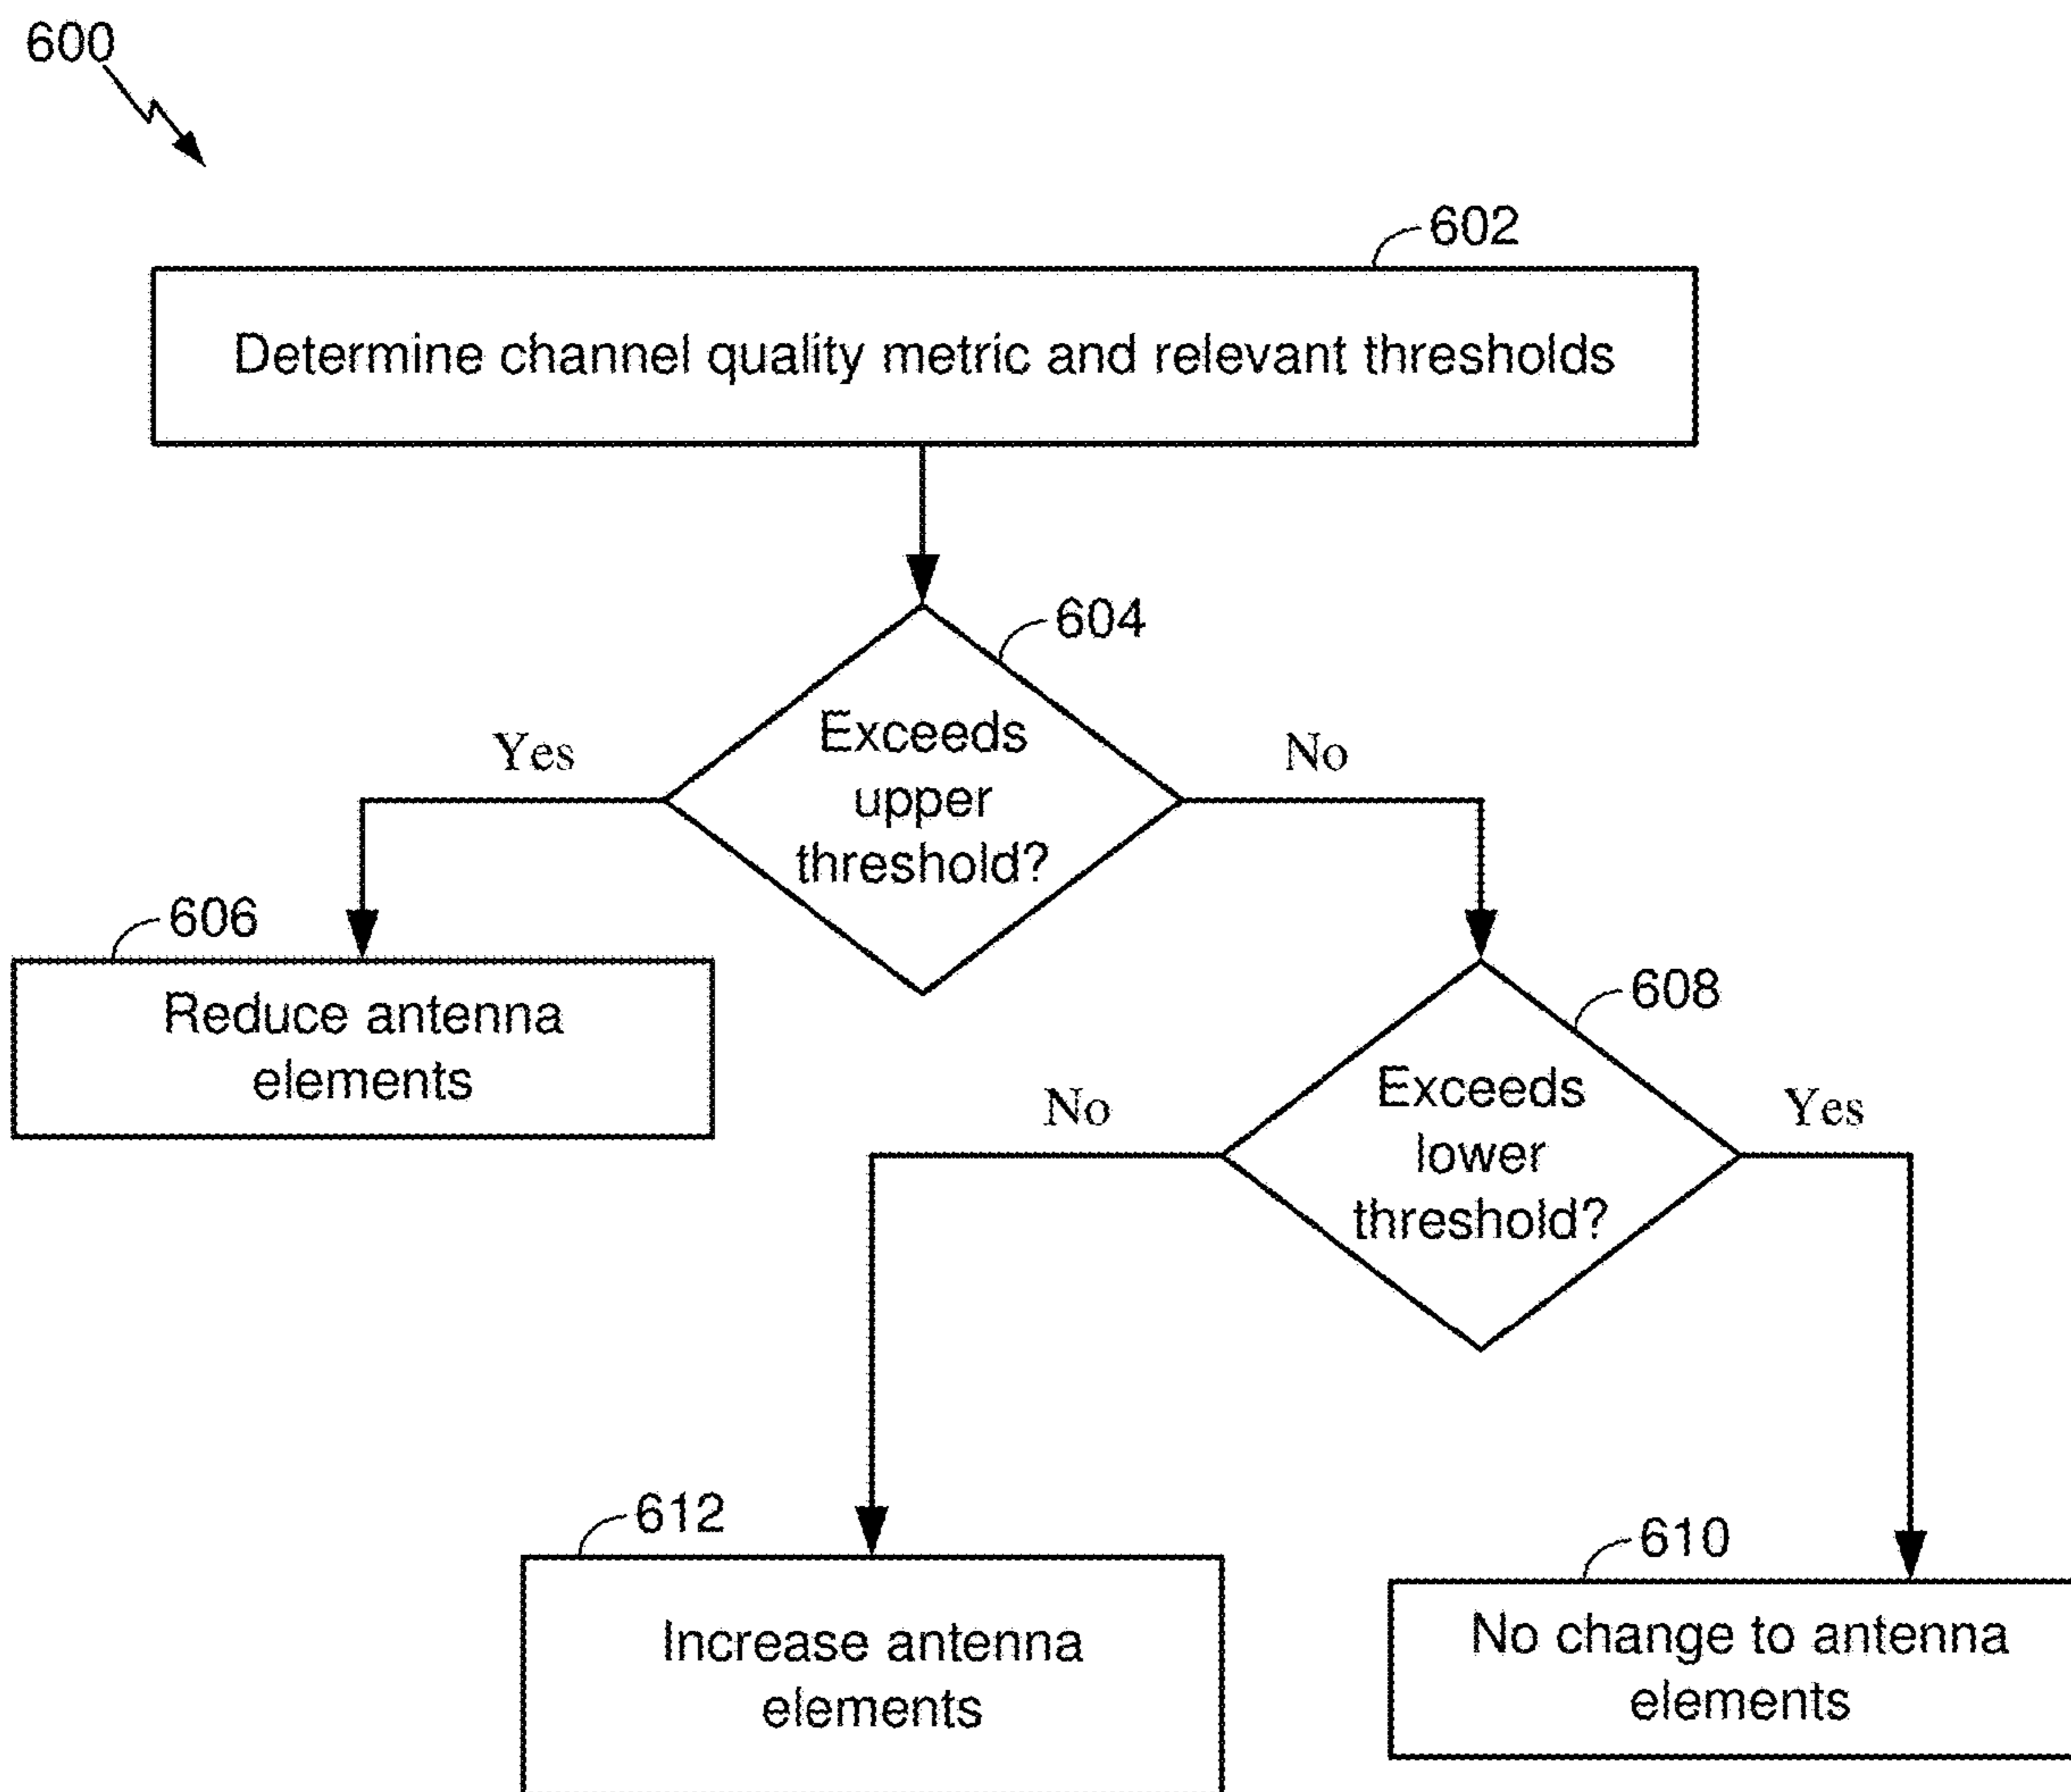 600
602
Determine channel quality metric and relevant thresholds
604
Exceeds
upper
threshold?
Yes
No
606
Reduce antenna
elements
608
Exceeds
lower
threshold?
No
Yes
612
Increase antenna
elements
610
No change to antenna
elements